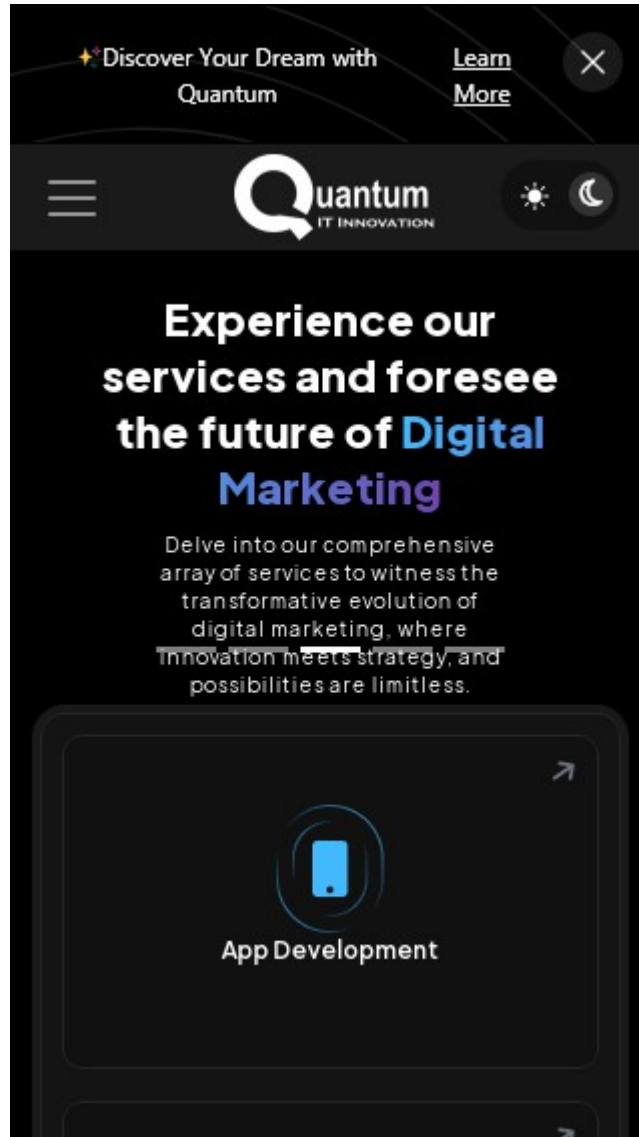 ✨Discover Your Dream with
Quantum
Learn
More
Quantum
IT INNOVATION
Experience our
services and foresee
the future of Digital
Marketing
Delve into our comprehensive
array of services to witness the
transformative evolution of
digital marketing, where
innovation meets strategy, and
possibilities are limitless.
App Development